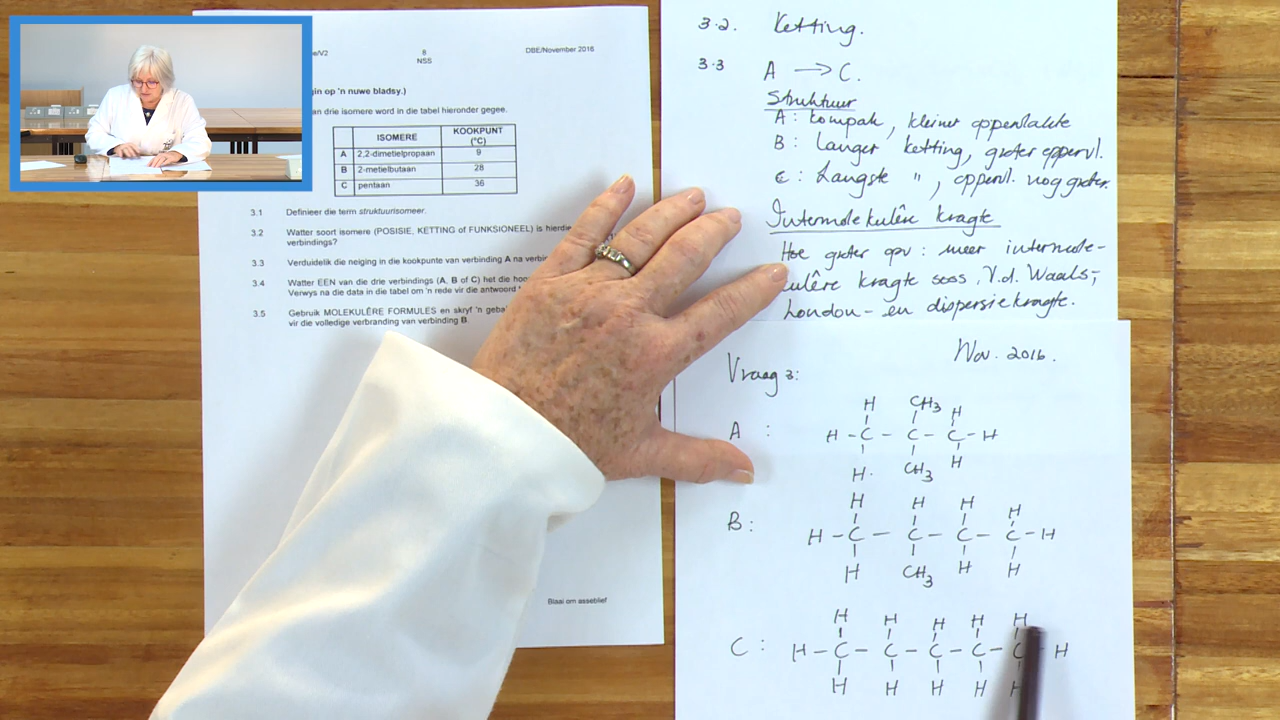 DBE/November 2016
8
NSS
gin op 'n nuwe bladsy.)
an drie isomere word in die tabel hieronder gegee.
ISOMERE KOOKPUNT (°C)
A 2,2-dimetielpropaan 9
B 2-metielbutaan 28
C pentaan 36
3.1 Definieer die term struktuurisomeer.
3.2 Watter soort isomere (POSISIE, KETTING of FUNKSIONEEL) is hierdie
verbindings?
3.3 Verduidelik die neiging in die kookpunte van verbinding A na
3.4 Watter EEN van die drie verbindings (A, B of C) het die
Verwys na die data in die tabel om 'n rede vir die antwoord
3.5 Gebruik MOLEKULÊRE FORMULES en skryf 'n
vir die volledige verbranding van verbinding B.
Blaai om asseblief
3.2. Ketting.
3.3 A → C.
Struktuur
A: kompak, kleiner oppervlakte
B: Langer ketting, groter oppervl.
C: Langste ", oppervl. nog groter.
Intermolekulêre kragte
Hoe groter opv: meer intermole-
kulêre kragte soos V.d. Waals-,
London- en dispersiekragte.
Nov. 2016.
Vraag 3:
A :
H CH3 H
H - C - C - C - H
H. CH3 H
B:
H H H H
H - C - C - C - C - H
H CH3 H H
C:
H H H H H
H - C - C - C - C - C - H
H H H H H